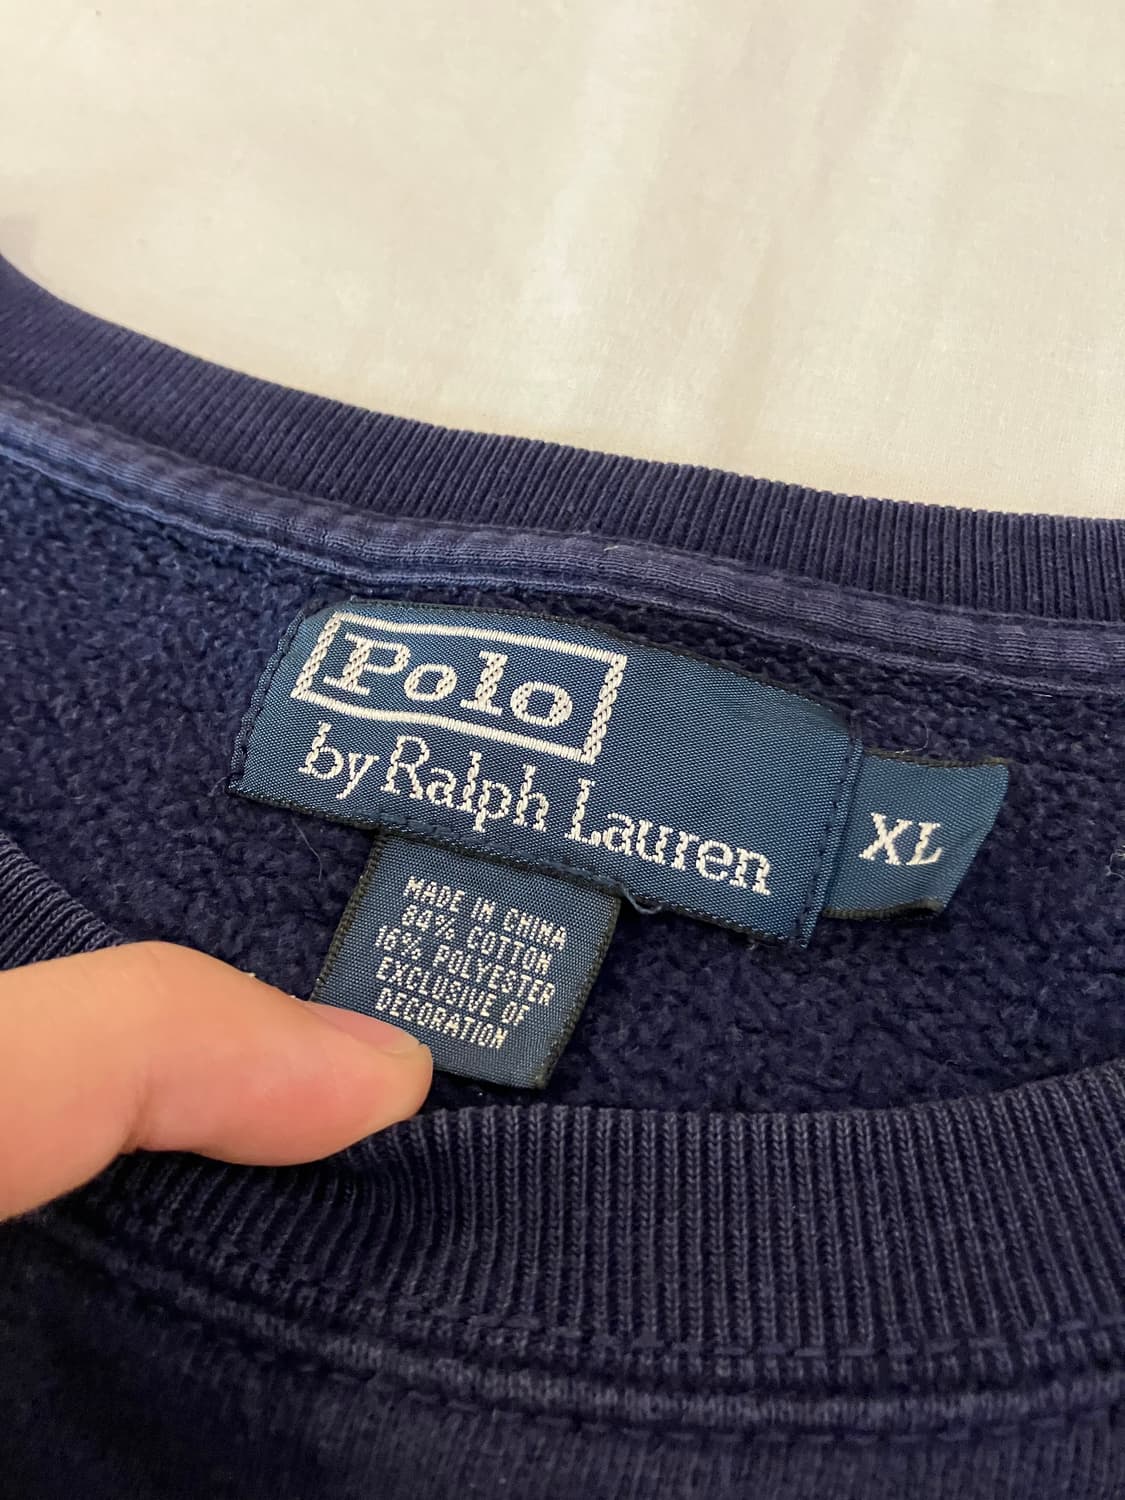 Polo
by Ralph Lauren
XL
MADE IN CHINA
84% COTTON
16% POLYESTER
EXCLUSIVE OF
DECORATION